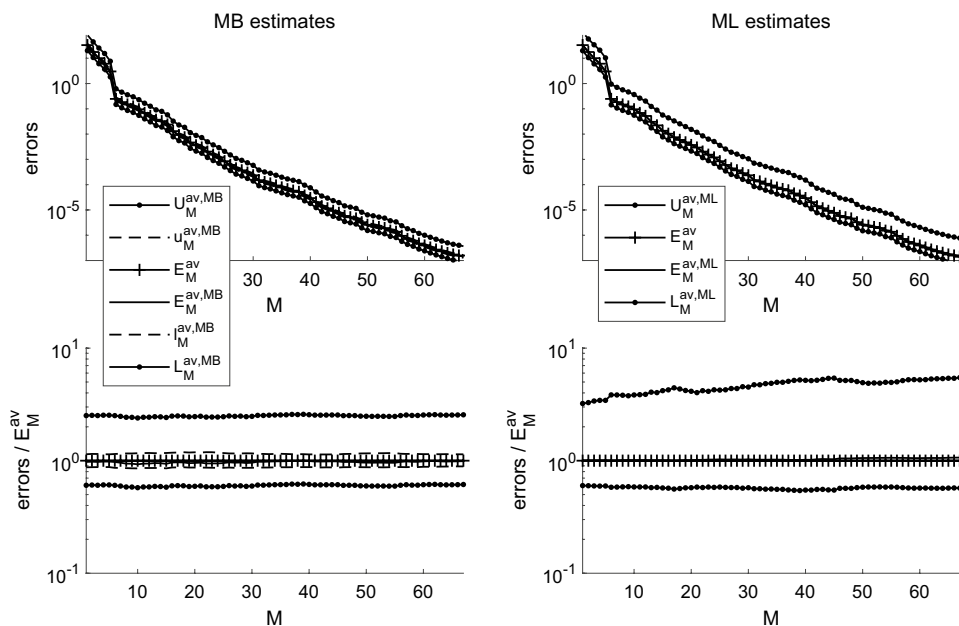 MB estimates
10^0
10^-5
errors
30 40 50 60
M
U_M^av,MB
u_M^av,MB
E_M^av
E_M^av,MB
l_M^av,MB
L_M^av,MB
ML estimates
10^0
10^-5
errors
10 30 40 50 60
M
U_M^av,ML
E_M^av
E_M^av,ML
L_M^av,ML
10^1
10^0
10^-1
errors / E_M^av
10 20 30 40 50 60
M
10^1
10^0
10^-1
errors / E_M^av
10 20 30 40 50 60
M